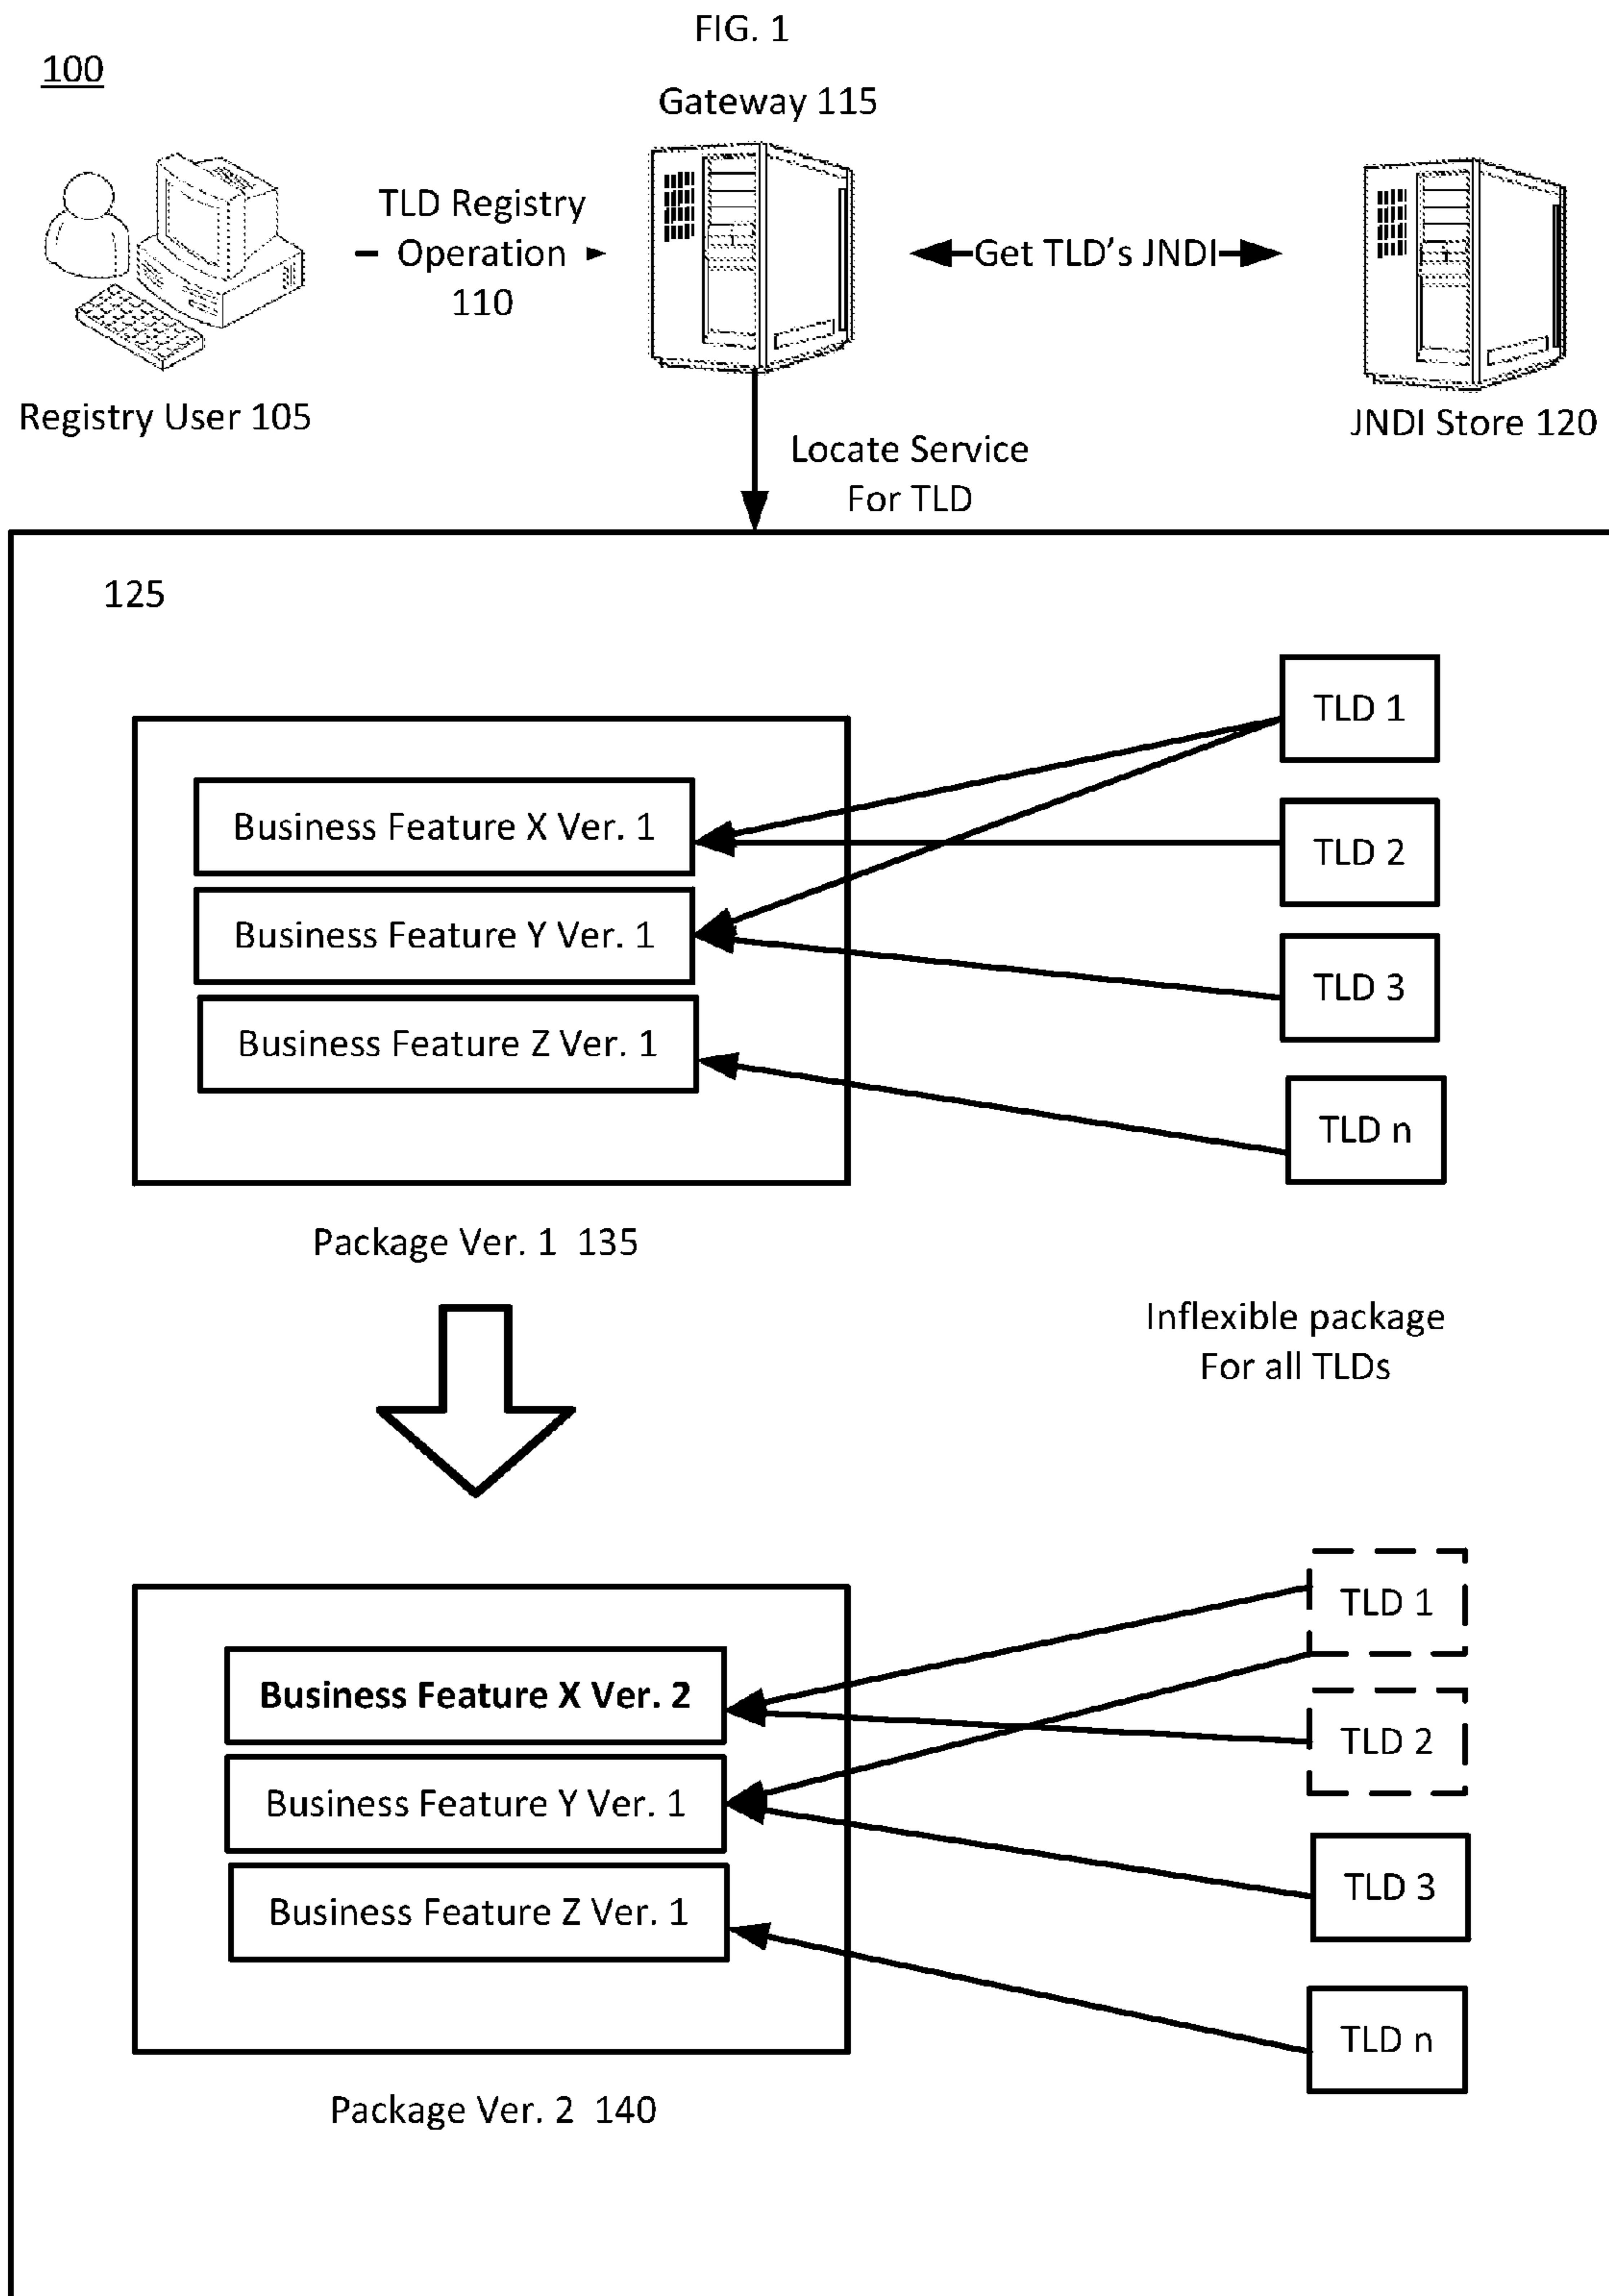 FIG. 1
100
Gateway 115
TLD Registry
Operation
110
Get TLD's JNDI
Registry User 105
JNDI Store 120
Locate Service
For TLD
125
TLD 1
Business Feature X Ver. 1
TLD 2
Business Feature Y Ver. 1
TLD 3
Business Feature Z Ver. 1
TLD n
Package Ver. 1 135
Inflexible package
For all TLDs
TLD 1
Business Feature X Ver. 2
TLD 2
Business Feature Y Ver. 1
TLD 3
Business Feature Z Ver. 1
TLD n
Package Ver. 2 140